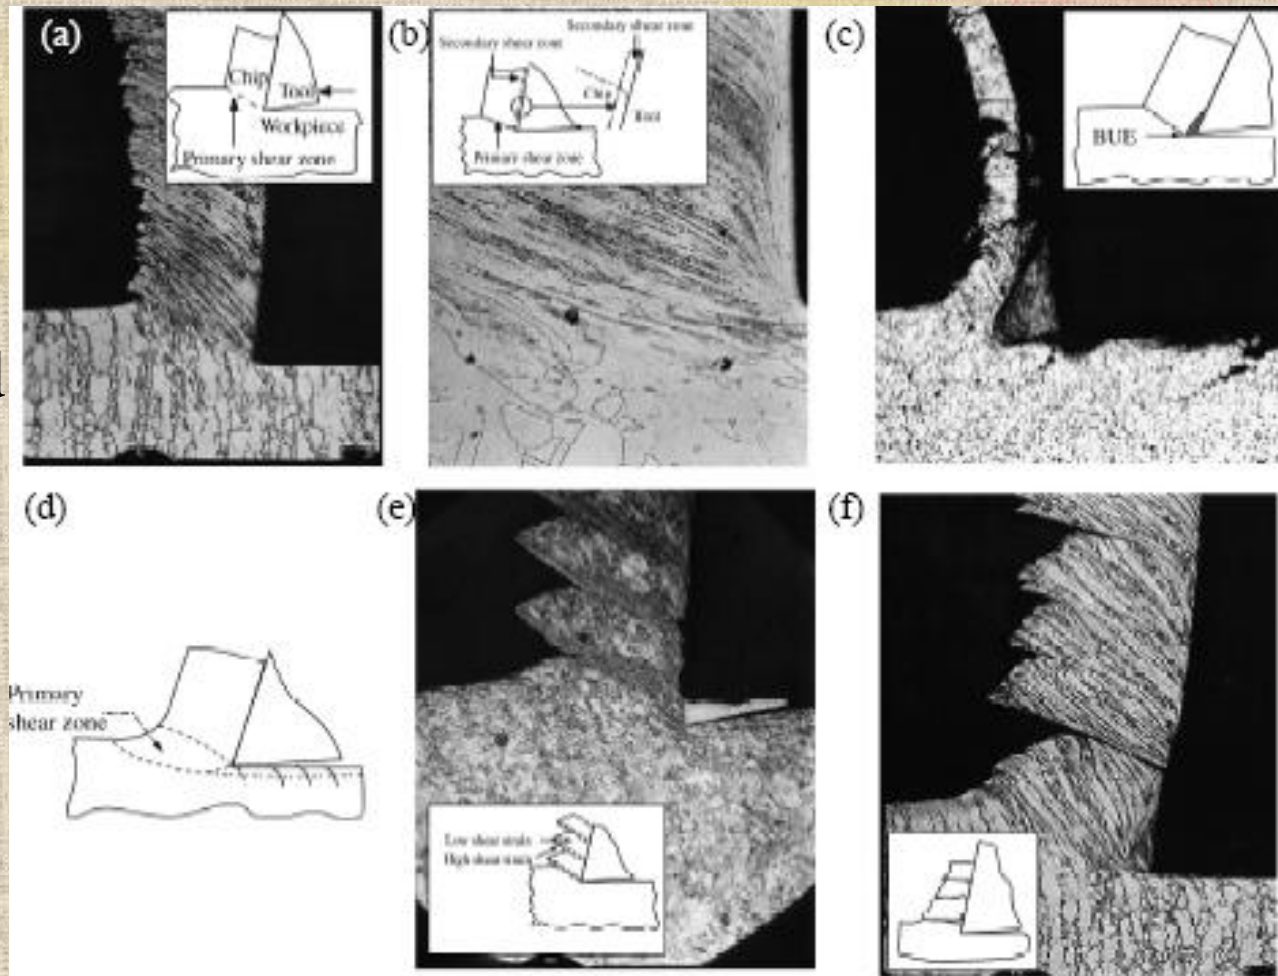 (a)
Chip
Tool
Workpiece
Primary shear zone
(b)
Secondary shear zone
Secondary shear zone
Chip
Tool
Primary shear zone
(c)
BUE
(d)
Primary
shear zone
(e)
Low shear strain
High shear strain
(f)